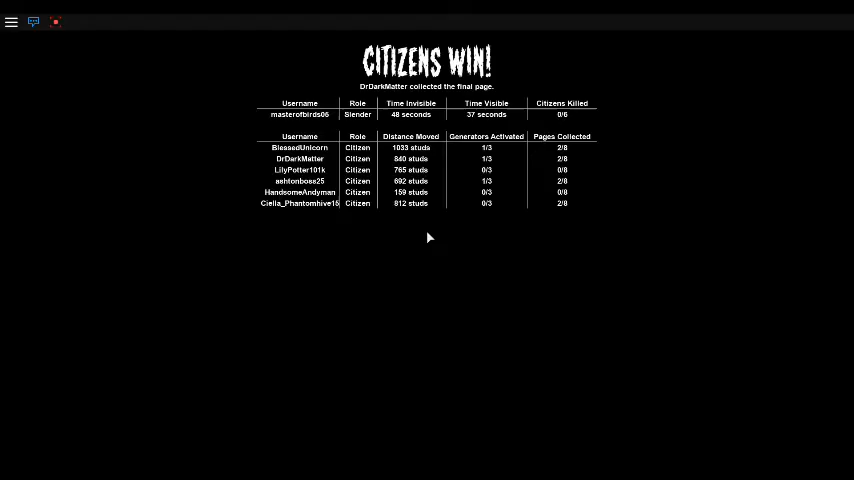 CITIZENS WIN!
DrDarkMatter collected the final page.
Username Role Time Invisible Time Visible Citizens Killed
masterofbirds06 Slender 48 seconds 37 seconds 0/6
Username Role Distance Moved Generators Activated Pages Collected
BlessedUnicorn Citizen 1033 studs 1/3 2/8
DrDarkMatter Citizen 840 studs 1/3 2/8
LilyPotter101k Citizen 765 studs 0/3 0/8
ashtonboss25 Citizen 692 studs 1/3 2/8
HandsomeAndyman Citizen 159 studs 0/3 0/8
Ciella_Phantomhive15 Citizen 812 studs 0/3 2/8